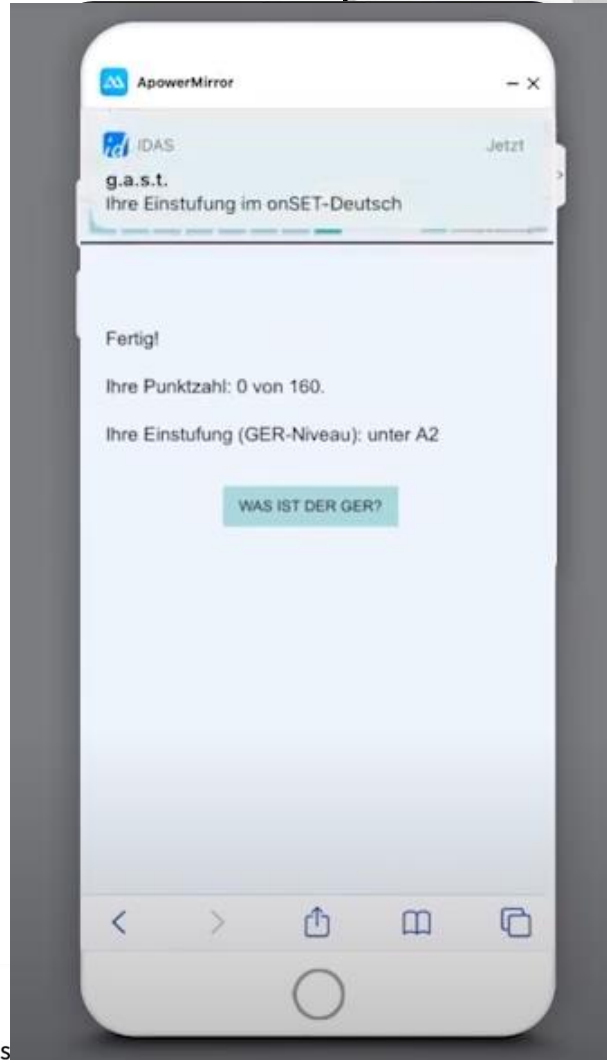 ApowerMirror
id IDAS Jetzt
g.a.s.t.
Ihre Einstufung im onSET-Deutsch
Fertig!
Ihre Punktzahl: 0 von 160.
Ihre Einstufung (GER-Niveau): unter A2
WAS IST DER GER?
s